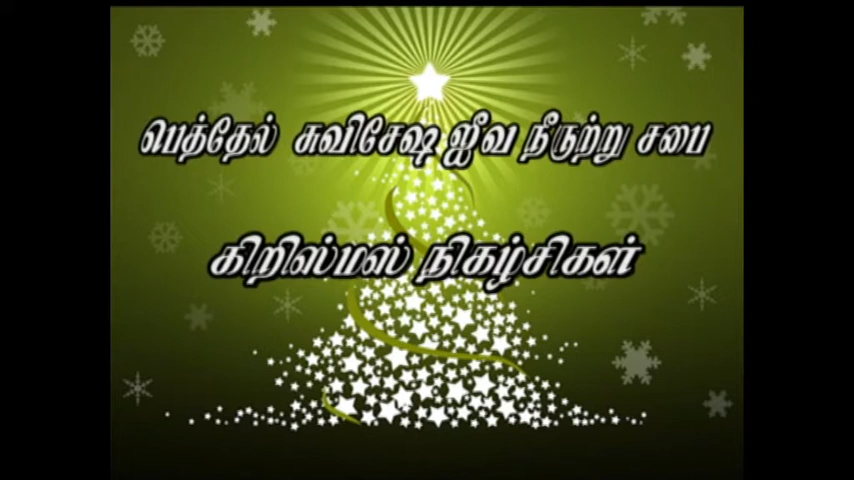 பெத்தேல் சுவிசேஷ ஜீவ நீருற்று சபை
கிறிஸ்மஸ் நிகழ்சிகள்